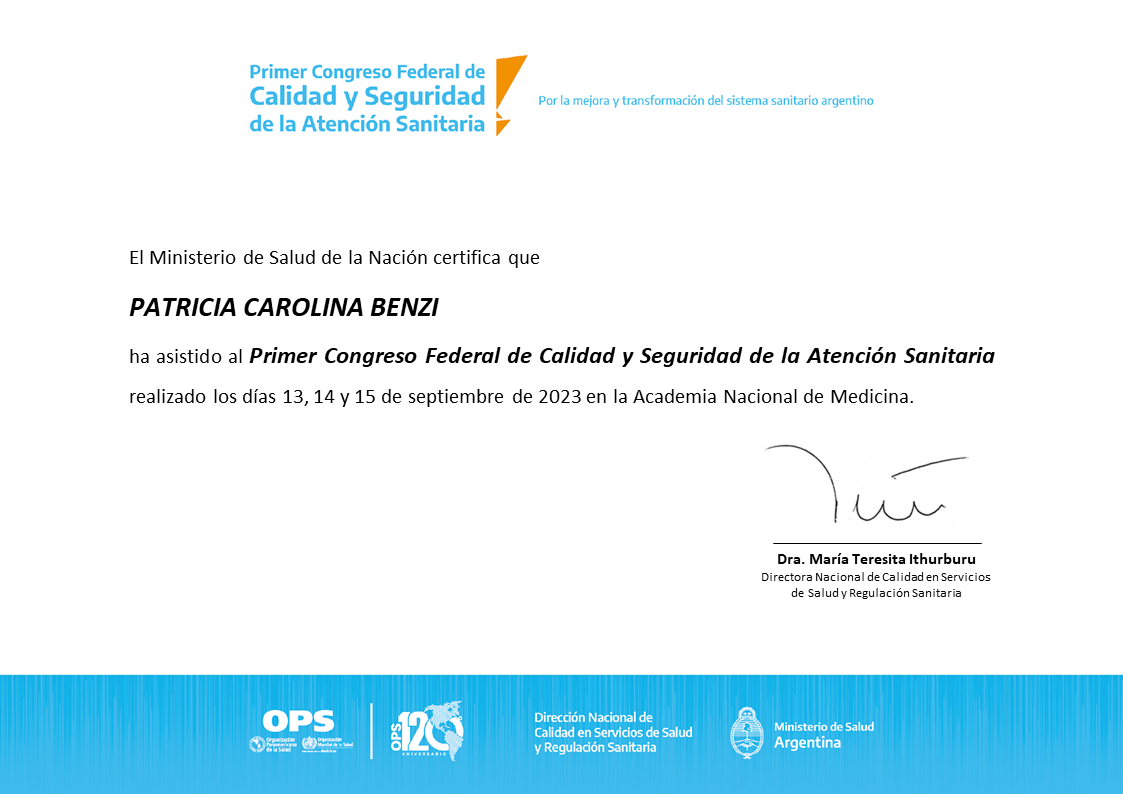 Primer Congreso Federal de
Calidad y Seguridad
de la Atención Sanitaria
Por la mejora y transformación del sistema sanitario argentino
El Ministerio de Salud de la Nación certifica que
PATRICIA CAROLINA BENZI
ha asistido al Primer Congreso Federal de Calidad y Seguridad de la Atención Sanitaria
realizado los días 13, 14 y 15 de septiembre de 2023 en la Academia Nacional de Medicina.
Dra. María Teresita Ithurburu
Directora Nacional de Calidad en Servicios
de Salud y Regulación Sanitaria
OPS
Organización
Panamericana
de la Salud
Organización
Mundial de la Salud
OPS
120
ANIVERSARIO
Dirección Nacional de
Calidad en Servicios de Salud
y Regulación Sanitaria
Ministerio de Salud
Argentina